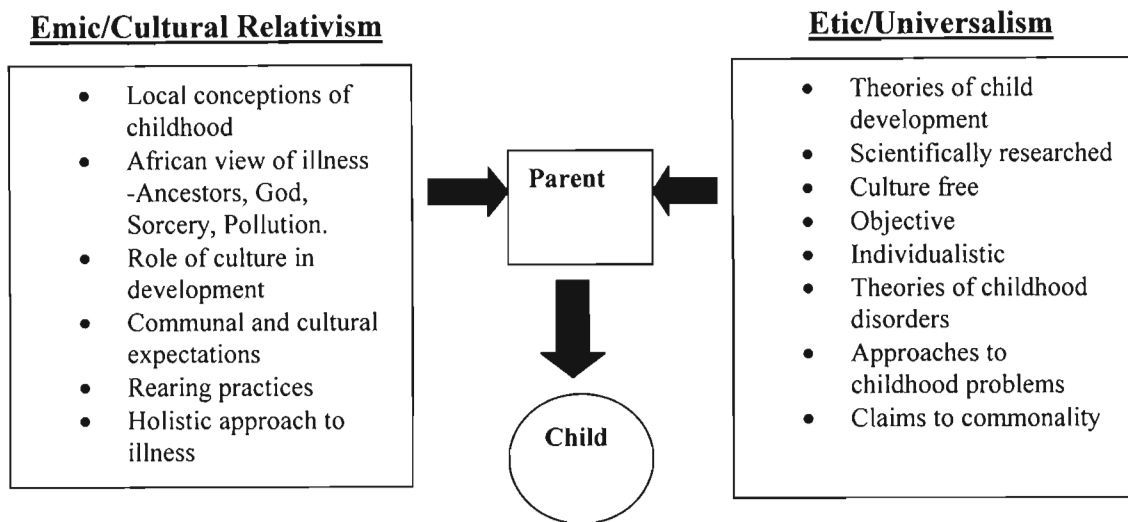 Emic/Cultural Relativism
• Local conceptions of
childhood
• African view of illness
-Ancestors, God,
Sorcery, Pollution.
• Role of culture in
development
• Communal and cultural
expectations
• Rearing practices
• Holistic approach to
illness
Parent
Child
Etic/Universalism
• Theories of child
development
• Scientifically researched
• Culture free
• Objective
• Individualistic
• Theories of childhood
disorders
• Approaches to
childhood problems
• Claims to commonality